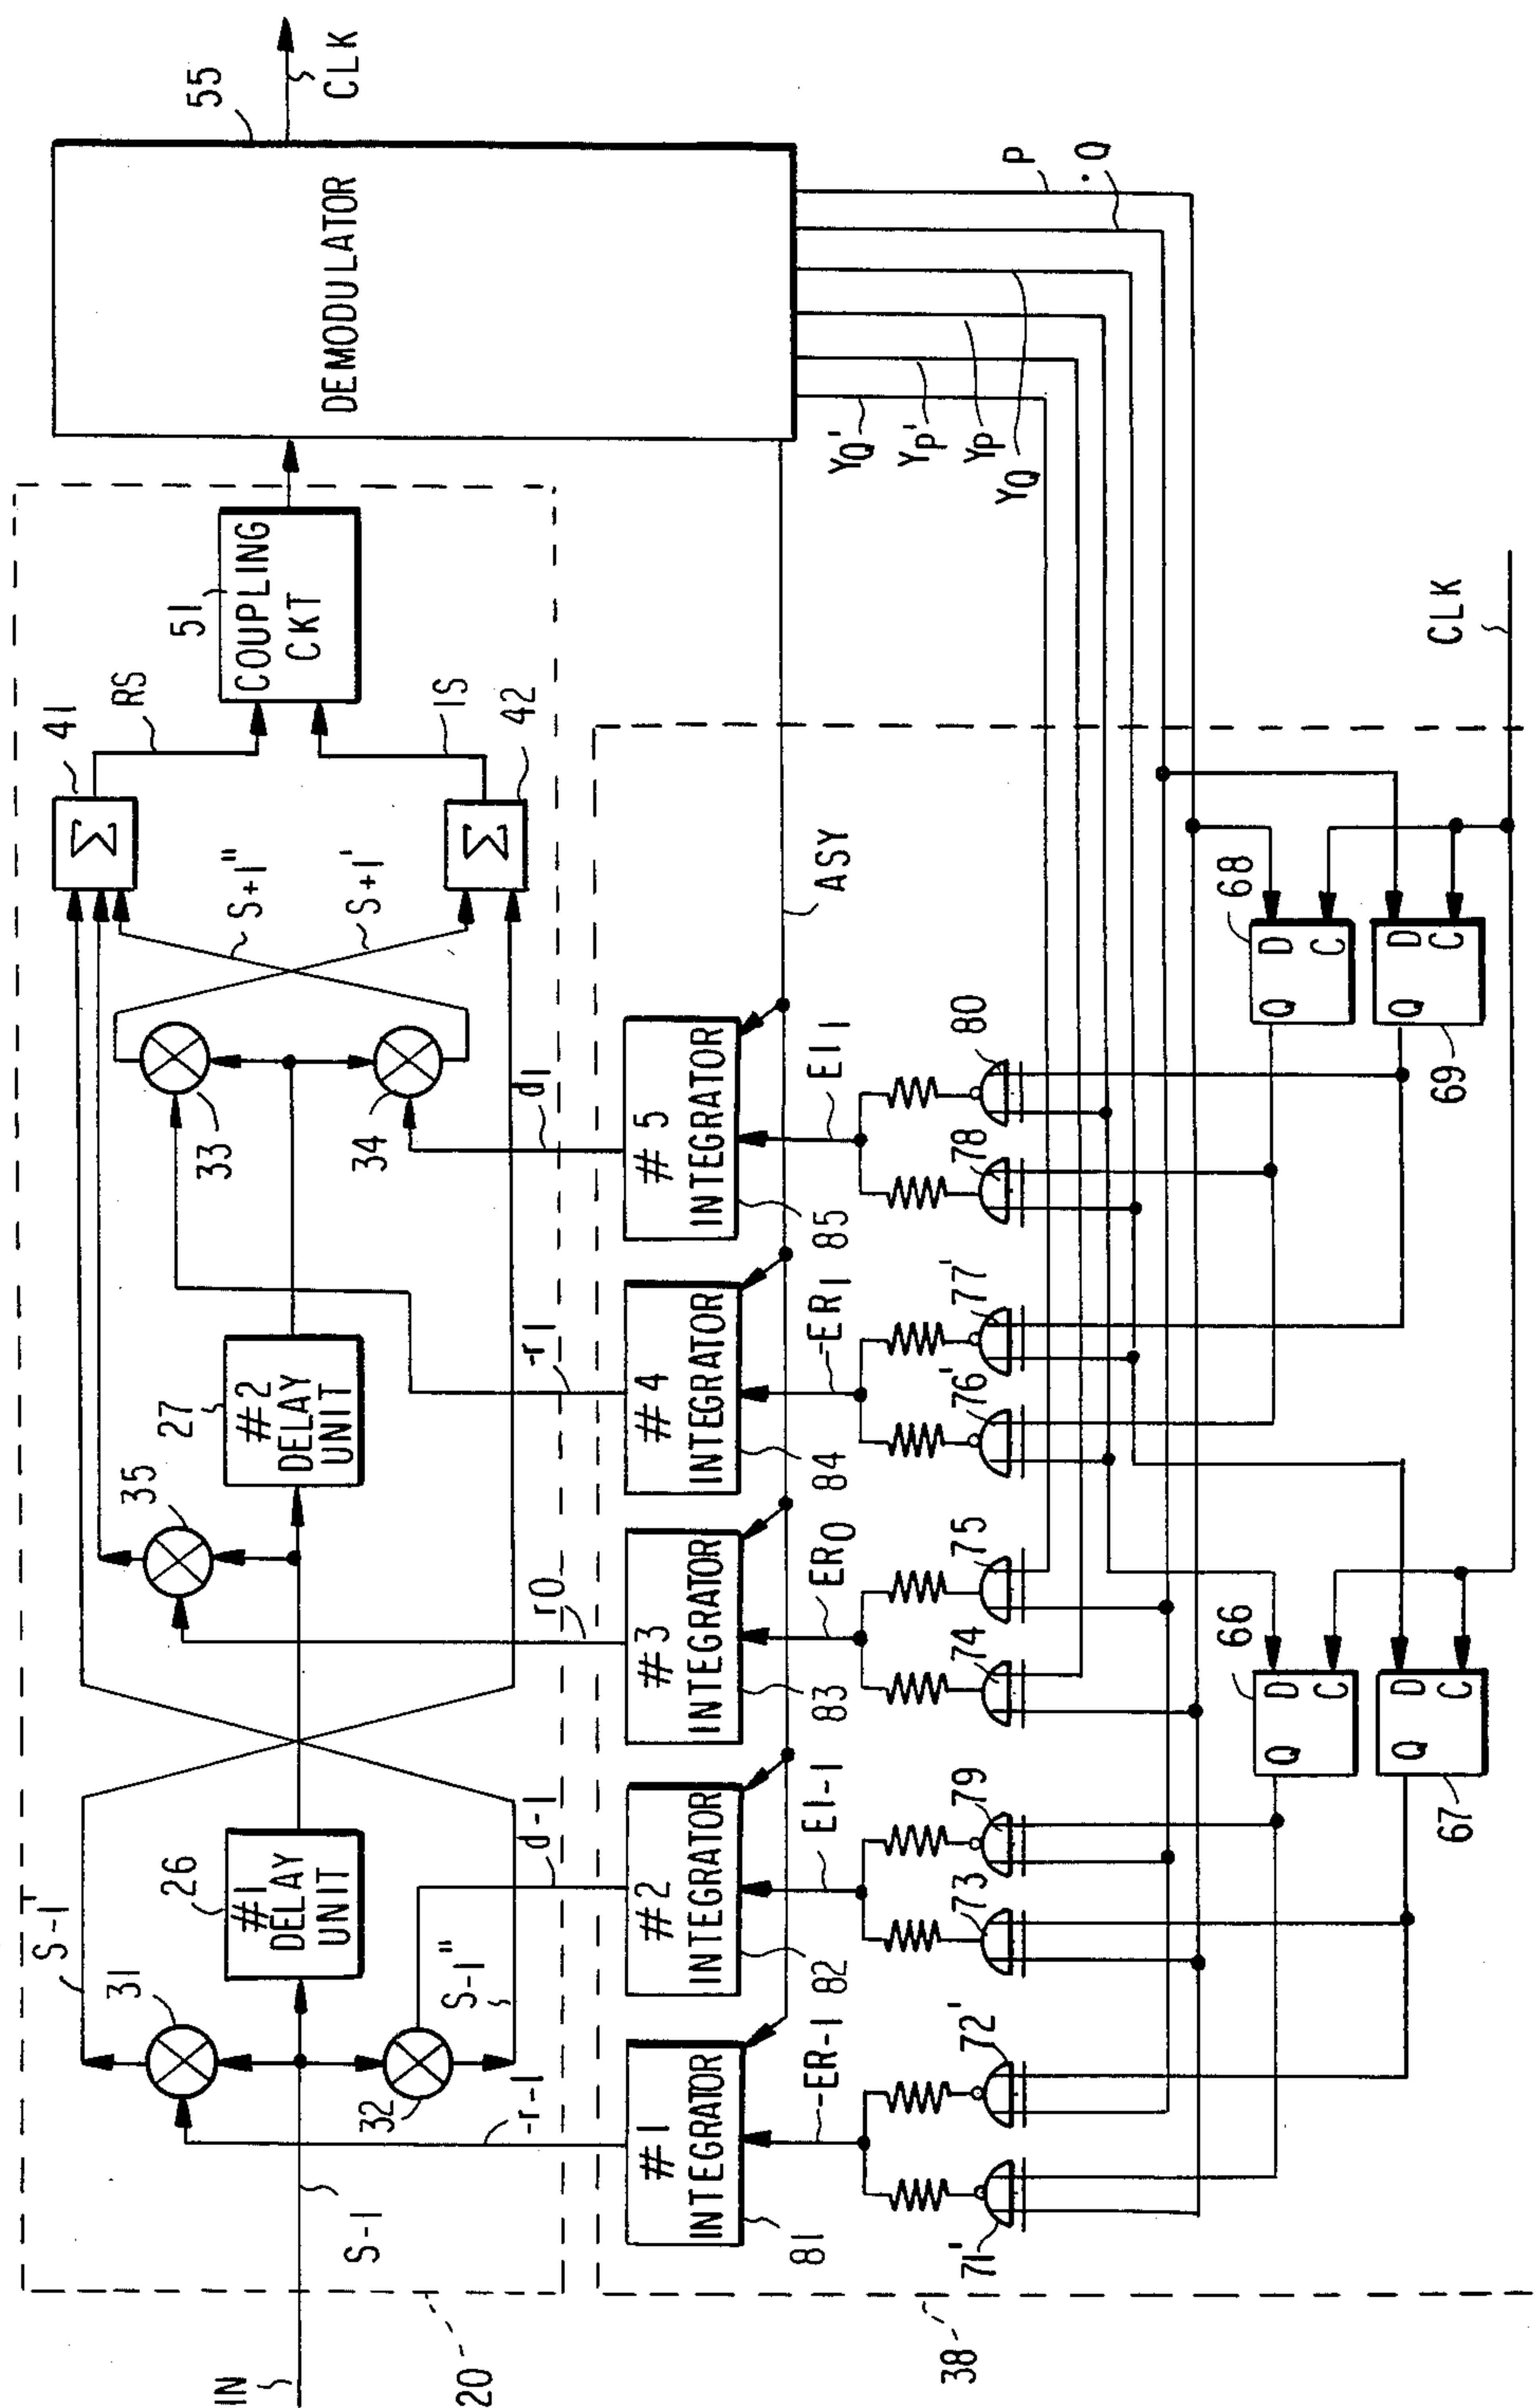 IN
20
S-1
S-1'
31
32
-r-1
S-1"
d-1
26
#1
DELAY
UNIT
35
r0
27
#2
DELAY
UNIT
-r1
33
34
d1
S+1"
S+1'
41
Σ
RS
42
Σ
IS
51
COUPLING
CKT
DEMODULATOR
55
CLK
38
#1
INTEGRATOR
81
#2
INTEGRATOR
82
#3
INTEGRATOR
83
#4
INTEGRATOR
84
#5
INTEGRATOR
85
ASY
-ER-1
EI-1
ER0
-ER1
EI1
71'
72'
73
79
74
75
76'
77'
78
80
YQ'
YP'
YP
YQ
Q
P
66
Q D
C
67
Q D
C
68
Q D
C
69
Q D
C
CLK